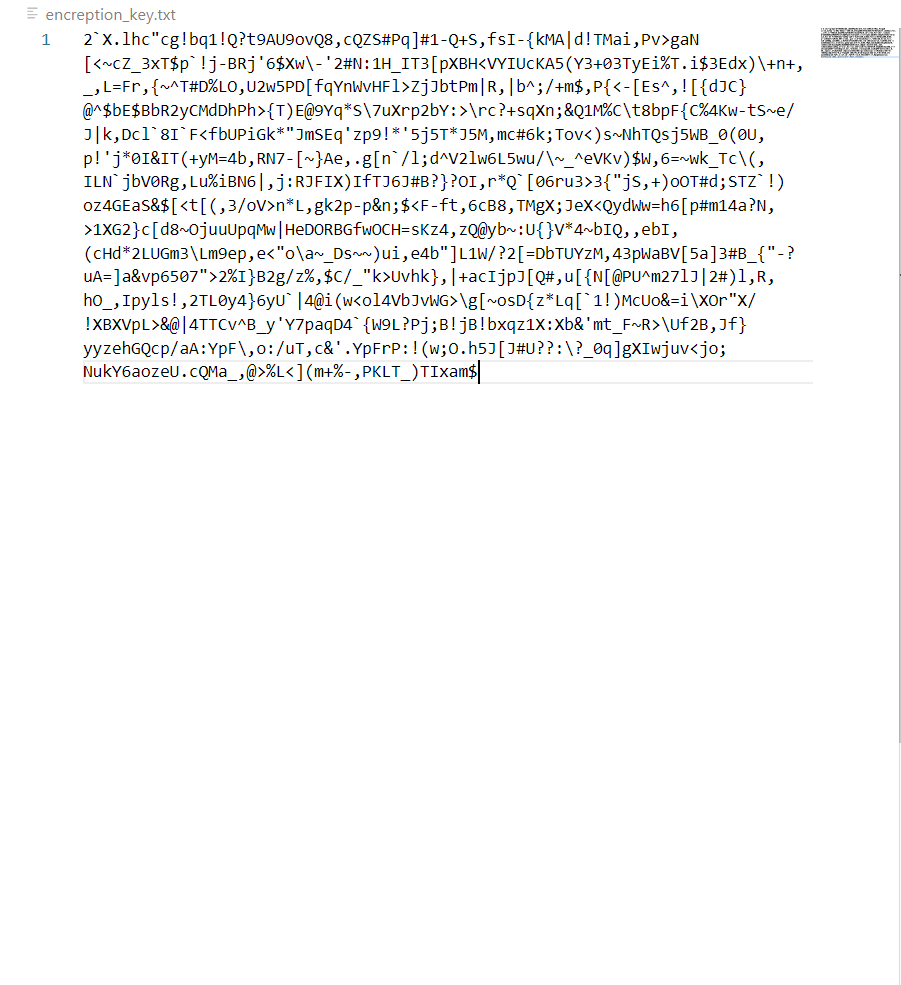 encreption_key.txt
1
2`X.lhc"cg!bq1!Q?t9AU9ovQ8,cQZS#Pq]#1-Q+S,fsI-{kMA|d!TMai,Pv>gaN
[<~cZ_3xT$p`!j-BRj'6$Xw\-'2#N:1H_IT3[pXBH<VYIUcKA5(Y3+03TyEi%T.i$3Edx)\+n+,
_,L=Fr,{~^T#D%LO,U2w5PD[fqYnWvHFl>ZjJbtPm|R,|b^;/+m$,P{<-[Es^,![{dJC}
@^$bE$BbR2yCMdDhPh>{T)E@9Yq*S\7uXrp2bY:>\rc?+sqXn;&Q1M%C\t8bpF{C%4Kw-tS~e/
J|k,Dcl`8I`F<fbUPiGk*"JmSEq'zp9!*'5j5T*J5M,mc#6k;Tov<)s~NhTQsj5WB_0(0U,
p!'j*0I&IT(+yM=4b,RN7-[~}Ae,.g[n`/l;d^V2lw6L5wu/\~_^eVKv)$W,6=~wk_Tc\(,
ILN`jbV0Rg,Lu%iBN6|,j:RJFIX)IfTJ6J#B?}?OI,r*Q`[06ru3>3{"jS,+)oOT#d;STZ`!)
oz4GEaS&$[<t[(,3/oV>n*L,gk2p-p&n;$<F-ft,6cB8,TMgX;JeX<QydWw=h6[p#m14a?N,
>1XG2}c[d8~OjuuUpqMw|HeDORBGfwOCH=sKz4,zQ@yb~:U{}V*4~bIQ,,ebI,
(cHd*2LUGm3\Lm9ep,e<"o\a~_Ds~~)ui,e4b"]L1W/?2[=DbTUYzM,43pWaBV[5a]3#B_{"-?
uA=]a&vp6507">2%I}B2g/z%,$C/_"k>Uvhk},|+acIjpJ[Q#,u[{N[@PU^m27lJ|2#)l,R,
hO_,Ipyls!,2TL0y4}6yU`|4@i(w<ol4VbJvWG>\g[~osD{z*Lq[`1!)McUo&=i\XOr"X/
!XBXVpL>&@|4TTCv^B_y'Y7paqD4`{W9L?Pj;B!jB!bxqz1X:Xb&'mt_F~R>\Uf2B,Jf}
yyzehGQcp/aA:YpF\,o:/uT,c&'.YpFrP:!(w;O.h5J[J#U??:\?_0q]gXIwjuv<jo;
NukY6aozeU.cQMa_,@>%L<](m+%-,PKLT_)TIxam$